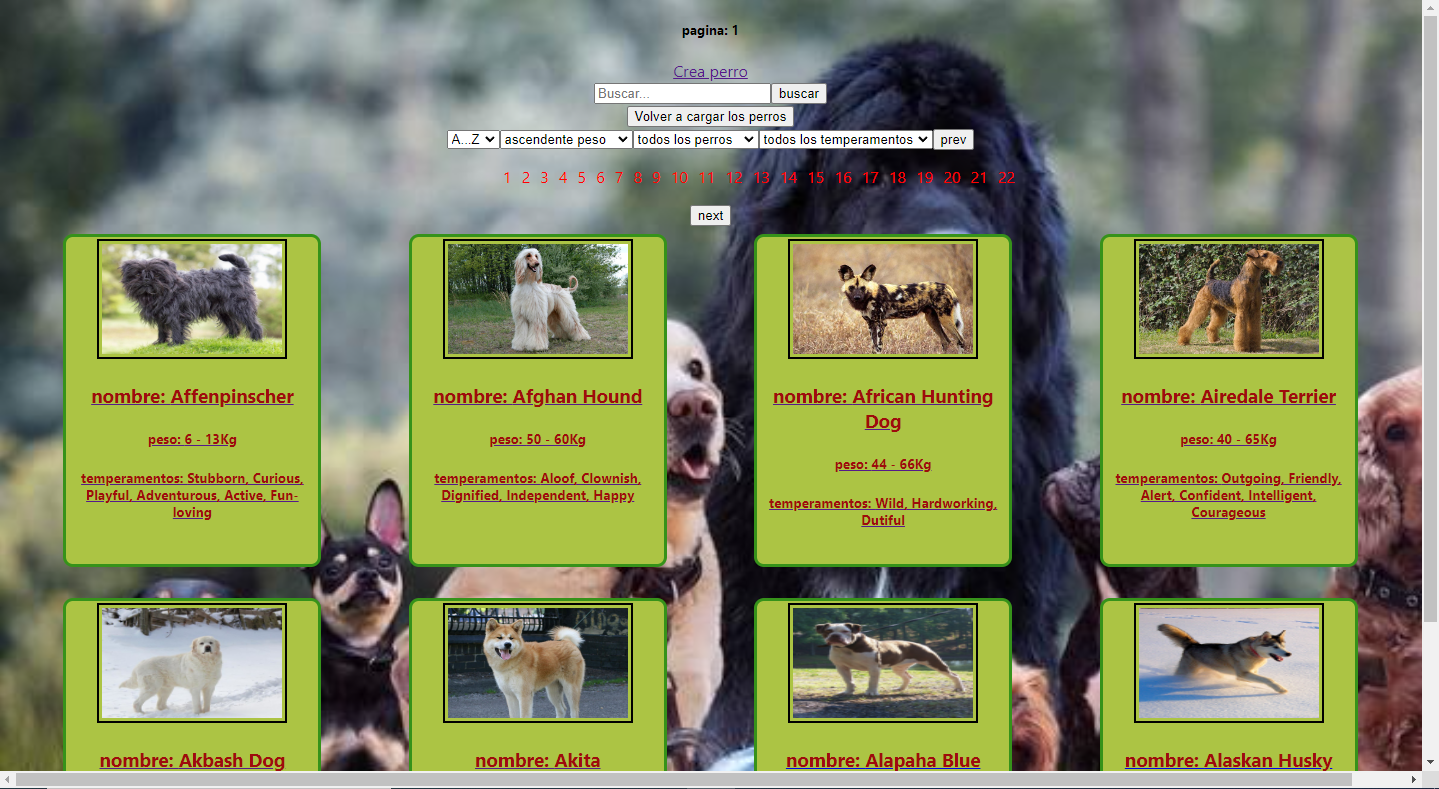 pagina: 1
Crea perro
Buscar... buscar
Volver a cargar los perros
A...Z ascendente peso todos los perros todos los temperamentos prev
1 2 3 4 5 6 7 8 9 10 11 12 13 14 15 16 17 18 19 20 21 22
next
nombre: Affenpinscher
peso: 6 - 13Kg
temperamentos: Stubborn, Curious,
Playful, Adventurous, Active, Fun-
loving
nombre: Afghan Hound
peso: 50 - 60Kg
temperamentos: Aloof, Clownish,
Dignified, Independent, Happy
nombre: African Hunting
Dog
peso: 44 - 66Kg
temperamentos: Wild, Hardworking,
Dutiful
nombre: Airedale Terrier
peso: 40 - 65Kg
temperamentos: Outgoing, Friendly,
Alert, Confident, Intelligent,
Courageous
nombre: Akbash Dog
nombre: Akita
nombre: Alapaha Blue
nombre: Alaskan Husky